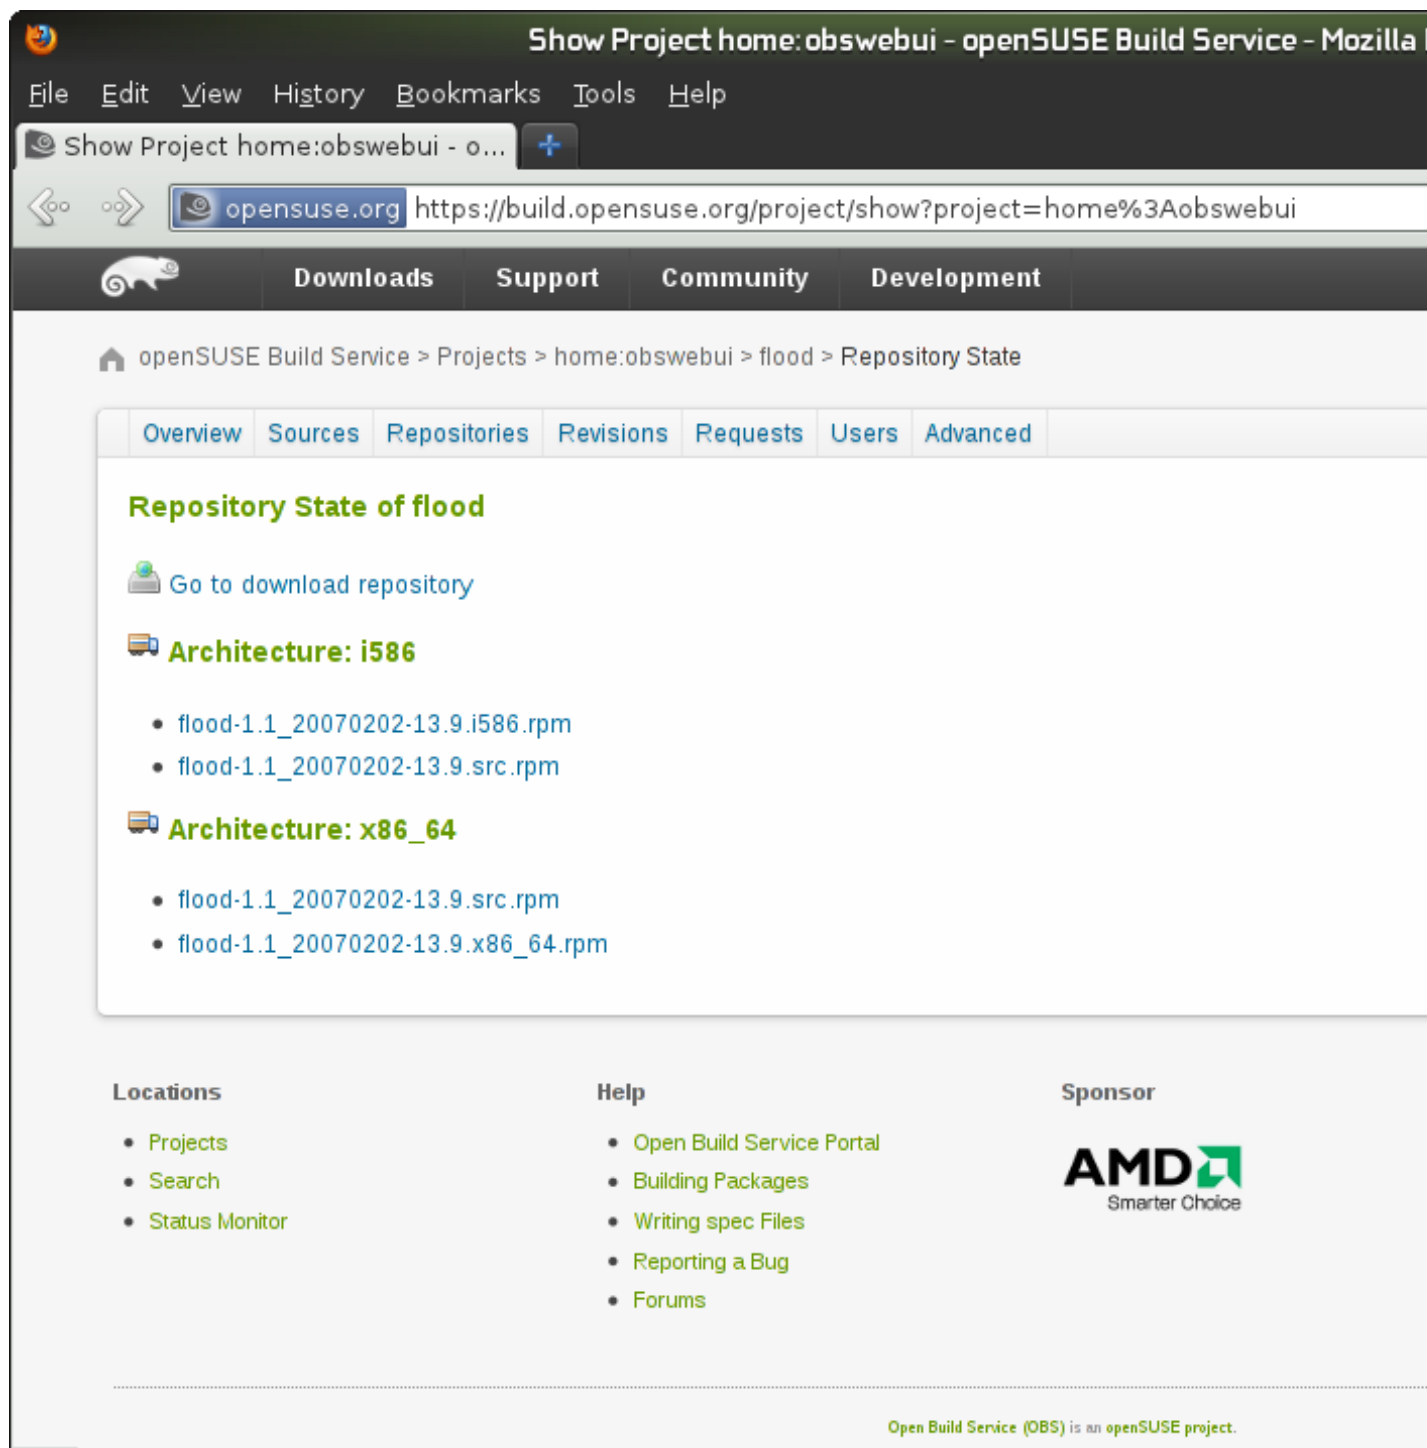 Show Project home:obswebui - openSUSE Build Service - Mozilla
File Edit View History Bookmarks Tools Help
Show Project home:obswebui - o...
opensuse.org https://build.opensuse.org/project/show?project=home%3Aobswebui
Downloads Support Community Development
openSUSE Build Service > Projects > home:obswebui > flood > Repository State
Overview Sources Repositories Revisions Requests Users Advanced
Repository State of flood
Go to download repository
Architecture: i586
• flood-1.1_20070202-13.9.i586.rpm
• flood-1.1_20070202-13.9.src.rpm
Architecture: x86_64
• flood-1.1_20070202-13.9.src.rpm
• flood-1.1_20070202-13.9.x86_64.rpm
Locations
• Projects
• Search
• Status Monitor
Help
• Open Build Service Portal
• Building Packages
• Writing spec Files
• Reporting a Bug
• Forums
Sponsor
AMD
Smarter Choice
Open Build Service (OBS) is an openSUSE project.